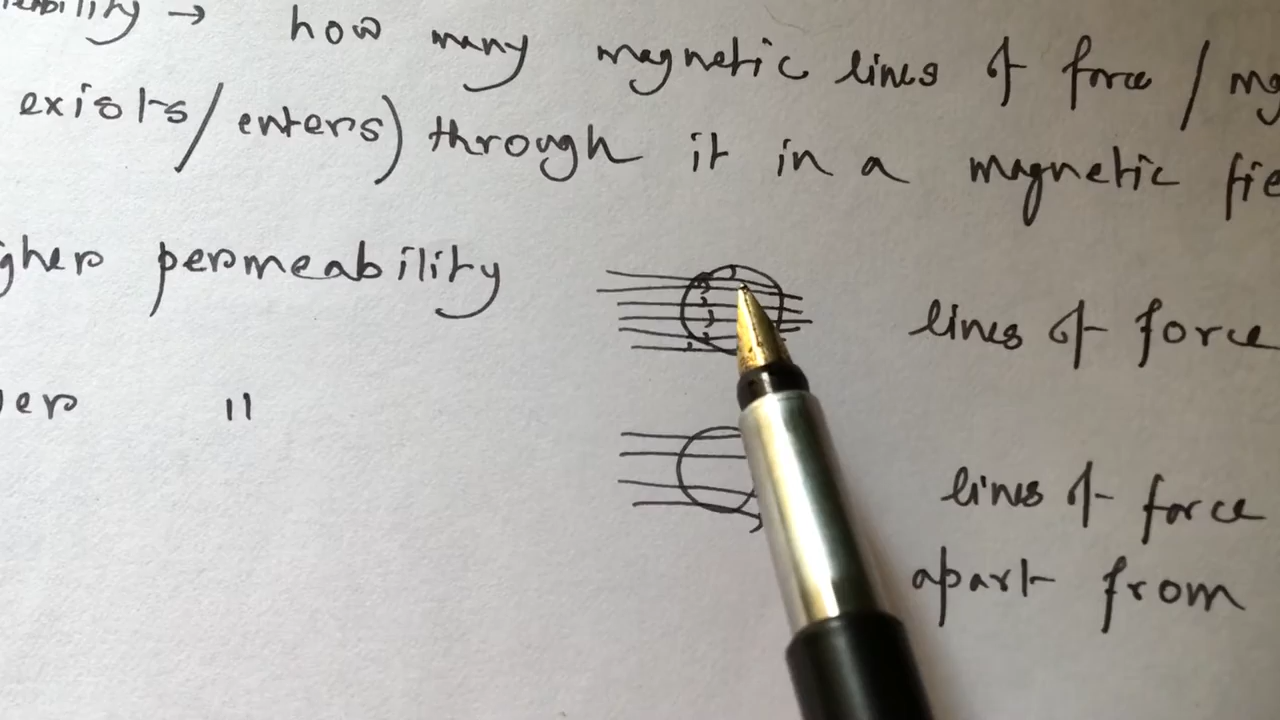 how many magnetic lines of force /
exists/enters) through it in a magnetic
permeability lines of force
"
lines of force
apart from